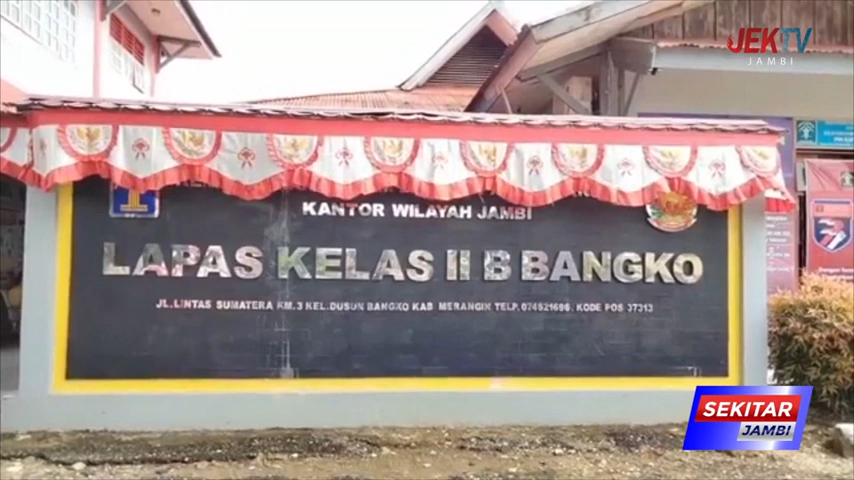 JEKTV
JAMBI
KANTOR WILAYAH JAMBI
LAPAS KELAS II B BANGKO
JL.LINTAS SUMATERA KM.3 KEL.DUSUN BANGKO KAB MERANGIN TELP. 074621696. KODE POS 37313
SEKITAR
JAMBI